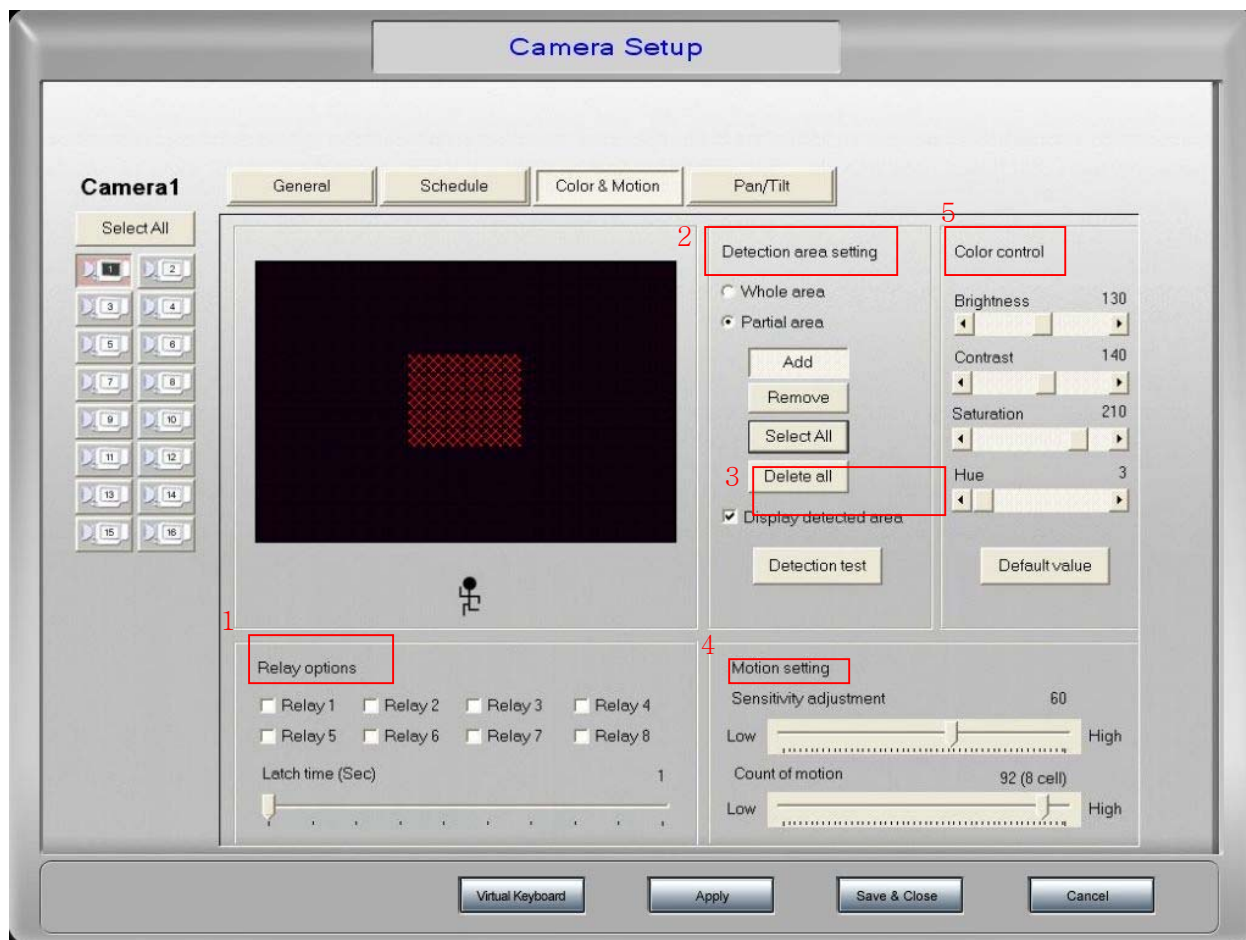 Camera Setup
Camera1
General
Schedule
Color & Motion
Pan/Tilt
Select All
1
2
3
4
5
6
7
8
9
10
11
12
13
14
15
16
2
Detection area setting
Whole area
Partial area
Add
Remove
Select All
3
Delete all
Display detected area
Detection test
5
Color control
Brightness 130
Contrast 140
Saturation 210
Hue 3
Default value
1
Relay options
Relay 1 Relay 2 Relay 3 Relay 4
Relay 5 Relay 6 Relay 7 Relay 8
Latch time (Sec) 1
4
Motion setting
Sensitivity adjustment 60
Low High
Count of motion 92 (8 cell)
Low High
Virtual Keyboard
Apply
Save & Close
Cancel